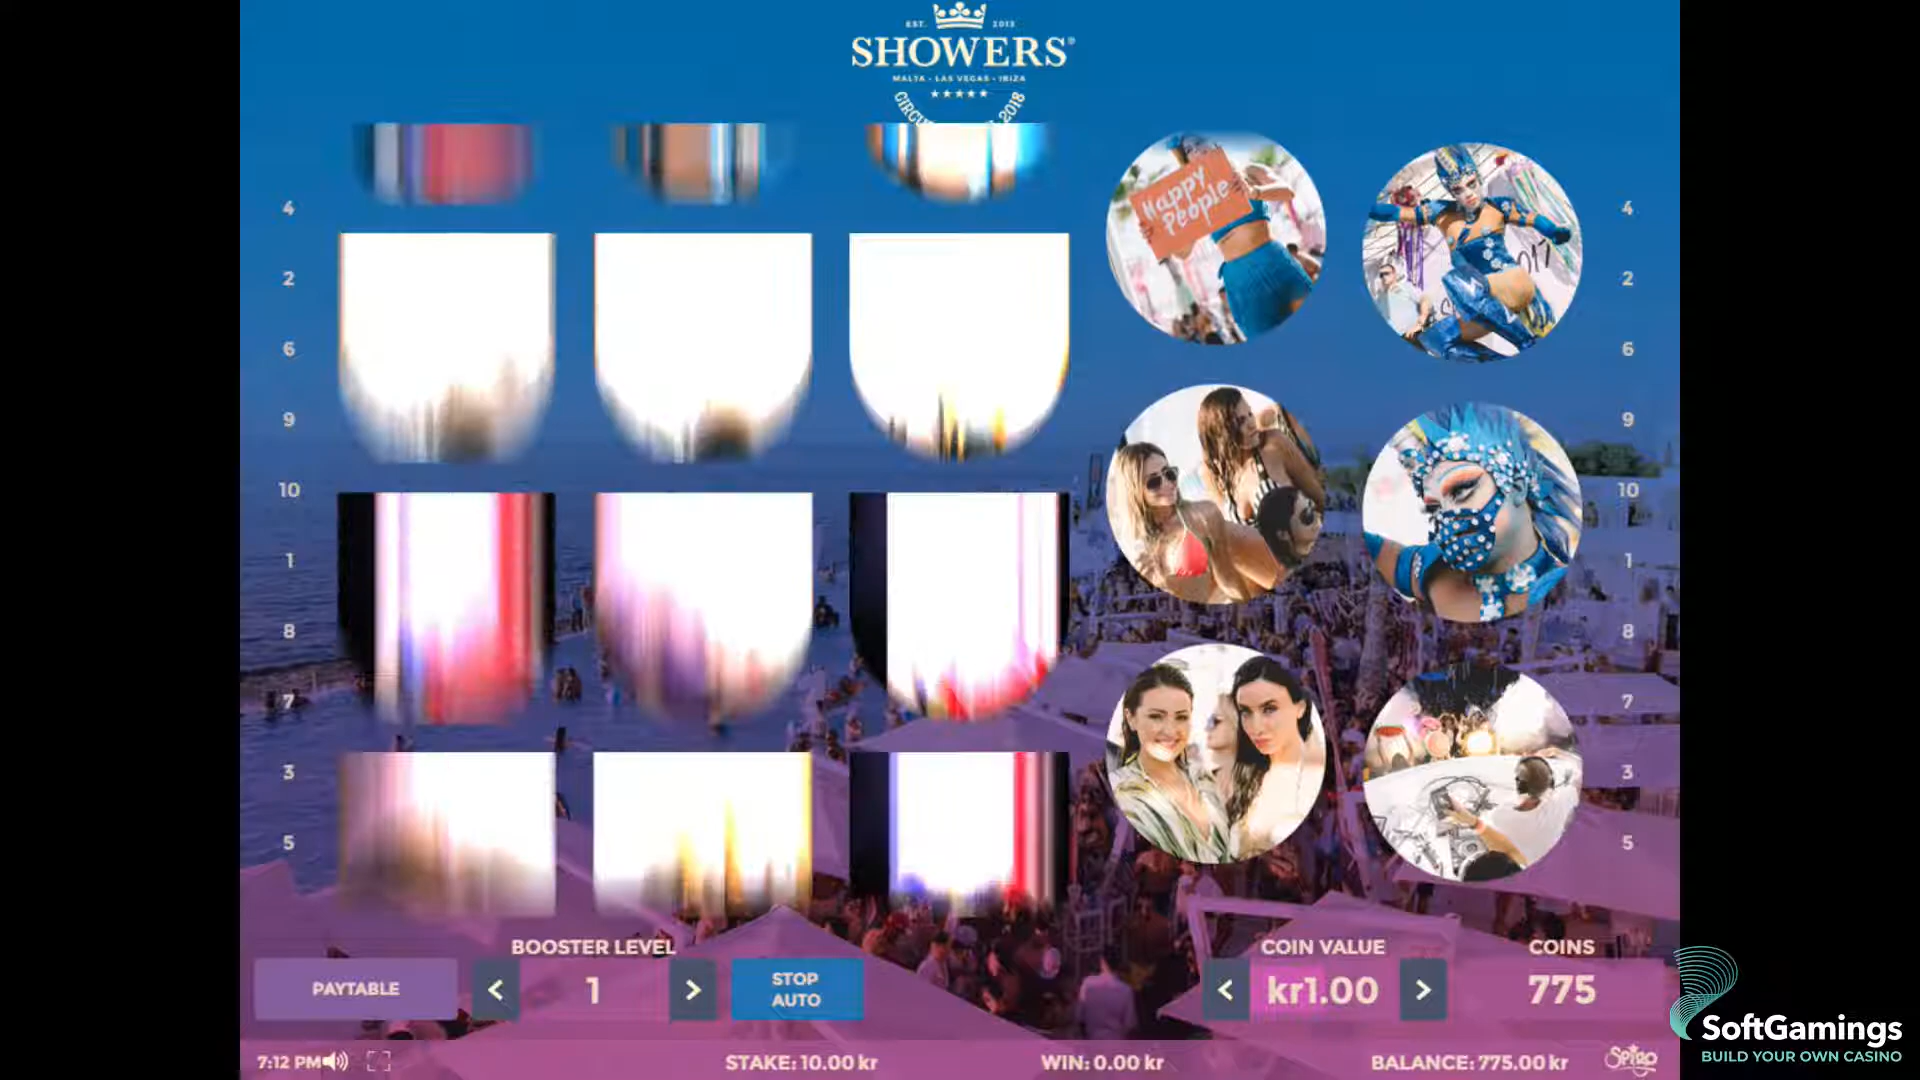 EST. 2013
SHOWERS®
MALTA - LAS VEGAS - IBIZA
2018
Happy
People
4 4
2 2
6 6
9 9
10 10
1 1
8 8
7 7
3 3
5 5
BOOSTER LEVEL COIN VALUE COINS
PAYTABLE < 1 > STOP AUTO < kr1.00 > 775
7:12 PM STAKE: 10.00 kr WIN: 0.00 kr BALANCE: 775.00 kr
SoftGamings
BUILD YOUR OWN CASINO